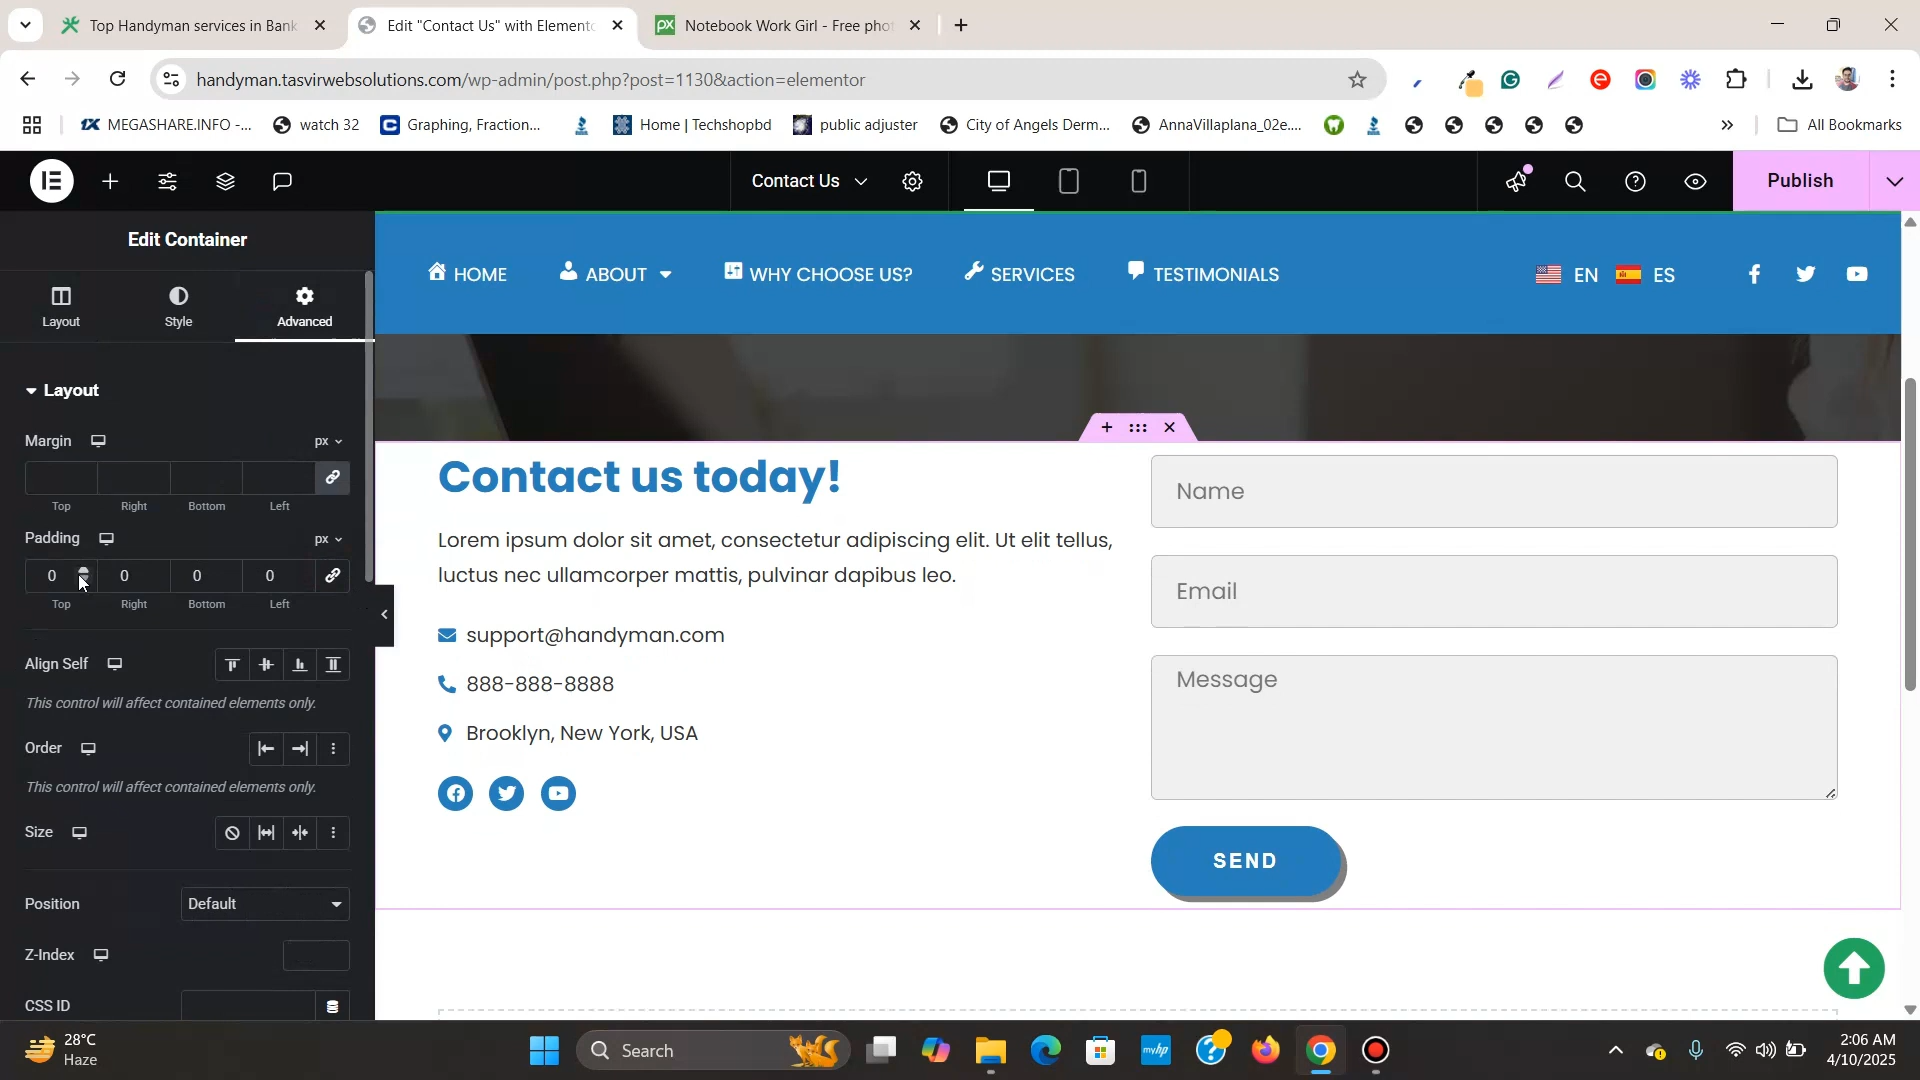 Top Handyman services in Bank
Edit "Contact Us" with Elemento
Notebook Work Girl - Free phot
handyman.tasvirwebsolutions.com/wp-admin/post.php?post=1130&action=elementor
MEGASHARE.INFO -...
watch 32
Graphing, Fraction...
Home | Techshopbd
public adjuster
City of Angels Derm...
AnnaVillaplana_02e....
All Bookmarks
Contact Us
Publish
Edit Container
HOME
ABOUT
WHY CHOOSE US?
SERVICES
TESTIMONIALS
EN
ES
Layout
Style
Advanced
Layout
Margin
px
Top
Right
Bottom
Left
Padding
px
0
0
0
0
Top
Right
Bottom
Left
Align Self
This control will affect contained elements only.
Order
This control will affect contained elements only.
Size
Position
Default
Z-Index
CSS ID
Contact us today!
Lorem ipsum dolor sit amet, consectetur adipiscing elit. Ut elit tellus,
luctus nec ullamcorper mattis, pulvinar dapibus leo.
support@handyman.com
888-888-8888
Brooklyn, New York, USA
Name
Email
Message
SEND
28°C
Haze
Search
2:06 AM
4/10/2025